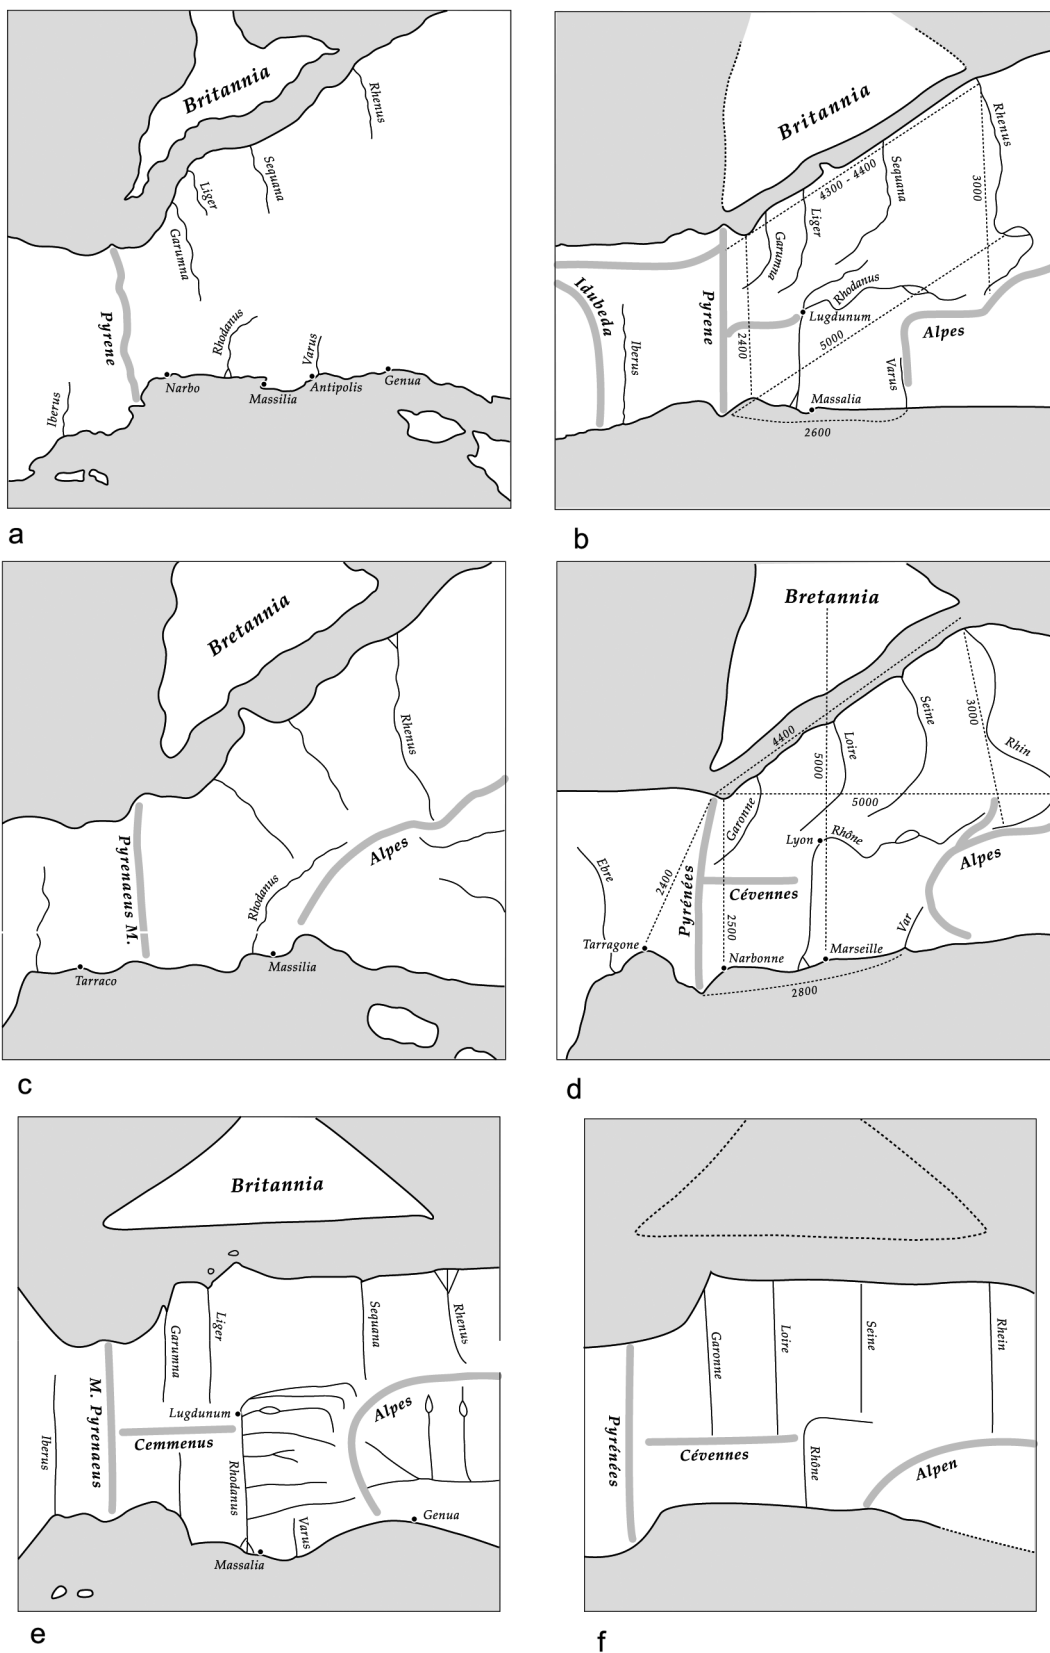 Britannia
Rhenus
Sequana
Liger
Garumna
Pyrene
Rhodanus
Varus
Iberus
Narbo
Massilia
Antipolis
Genua
a
Britannia
Rhenus
4300 - 4400
Sequana
3000
Liger
Garumna
Idubeda
Pyrene
Iberus
Rhodanus
Lugdunum
2400
5000
Alpes
Varus
Massalia
2600
b
Bretannia
Rhenus
Pyrenaeus M.
Alpes
Rhodanus
Tarraco
Massilia
c
Bretannia
Seine
3000
4400
5000
Loire
Rhin
5000
Garonne
Lyon
Rhône
Ebre
2400
Pyrénées
Cévennes
Alpes
2500
Var
Tarragone
Narbonne
Marseille
2800
d
Britannia
Garumna
Liger
Sequana
Rhenus
M. Pyrenaeus
Lugdunum
Alpes
Cemmenus
Iberus
Rhodanus
Varus
Genua
Massalia
e
Garonne
Loire
Seine
Rhein
Pyrénées
Cévennes
Rhône
Alpen
f